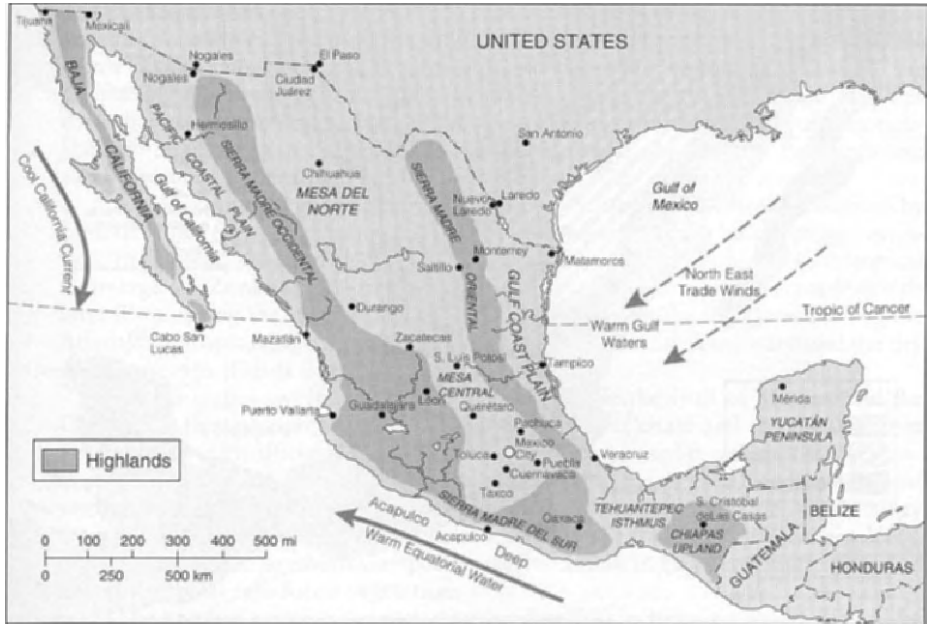 Tijuana
Mexicali
UNITED STATES
Nogales
Nogales
El Paso
Ciudad
Juárez
BAJA
CALIFORNIA
PACIFIC
COASTAL
PLAIN
Hermosillo
Cool California Current
Gulf of California
SIERRA MADRE OCCIDENTAL
Chihuahua
MESA DEL
NORTE
San Antonio
SIERRA MADRE
ORIENTAL
Nuevo
Laredo
Laredo
Gulf of
Mexico
Monterrey
Saltillo
Matamoros
GULF COAST PLAIN
North East
Trade Winds
Tropic of Cancer
Warm Gulf
Waters
Durango
Cabo San
Lucas
Mazatlán
Zacatecas
S. Luis Potosí
MESA
CENTRAL
Tampico
León
Puerto Vallarta
Guadalajara
Querétaro
Pachuca
Mexico
City
Toluca
Puebla
Cuernavaca
Taxco
Veracruz
Mérida
YUCATÁN
PENINSULA
Highlands
SIERRA MADRE DEL SUR
Oaxaca
TEHUANTEPEC
ISTHMUS
S. Cristóbal
de Las Casas
CHIAPAS
UPLAND
BELIZE
GUATEMALA
HONDURAS
Acapulco
Acapulco
Deep
Warm Equatorial Water
0 100 200 300 400 500 mi
0 250 500 km